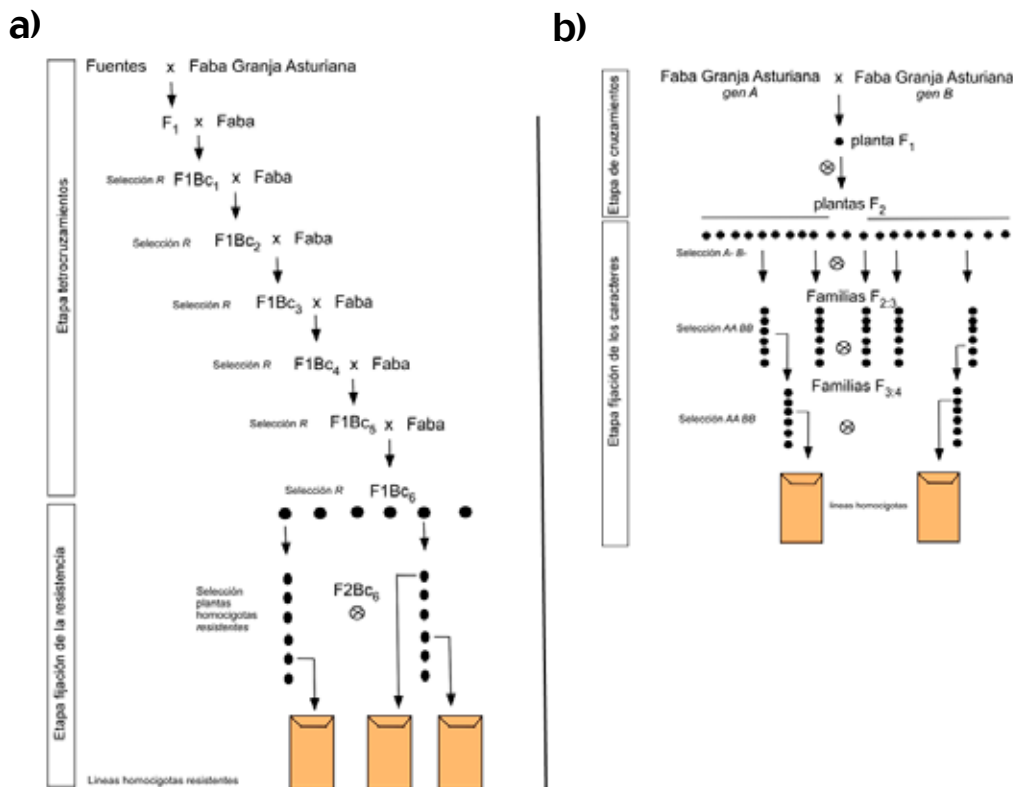 a)
Fuentes x Faba Granja Asturiana
F1 x Faba
Selección R F1Bc1 x Faba
Selección R F1Bc2 x Faba
Selección R F1Bc3 x Faba
Selección R F1Bc4 x Faba
Selección R F1Bc5 x Faba
Selección R F1Bc6
Etapa tetrocruzamientos
Selección
plantas
homocigotas
resistentes
F2Bc6
Etapa fijación de la resistencia
Lineas homocigotas resistentes
b)
Faba Granja Asturiana x Faba Granja Asturiana
gen A gen B
planta F1
plantas F2
Etapa de cruzamientos
Selección A- B-
Familias F2:3
Selección AA BB
Familias F3:4
Selección AA BB
lineas homocigotas
Etapa fijación de los caracteres